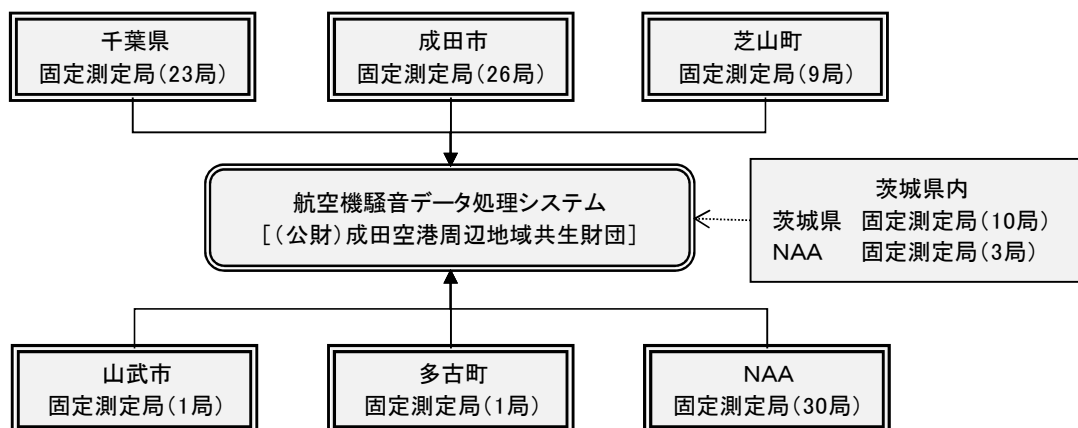 千葉県
固定測定局(23局)
成田市
固定測定局(26局)
芝山町
固定測定局(9局)
航空機騒音データ処理システム
[(公財)成田空港周辺地域共生財団]
茨城県内
茨城県 固定測定局(10局)
NAA 固定測定局(3局)
山武市
固定測定局(1局)
多古町
固定測定局(1局)
NAA
固定測定局(30局)